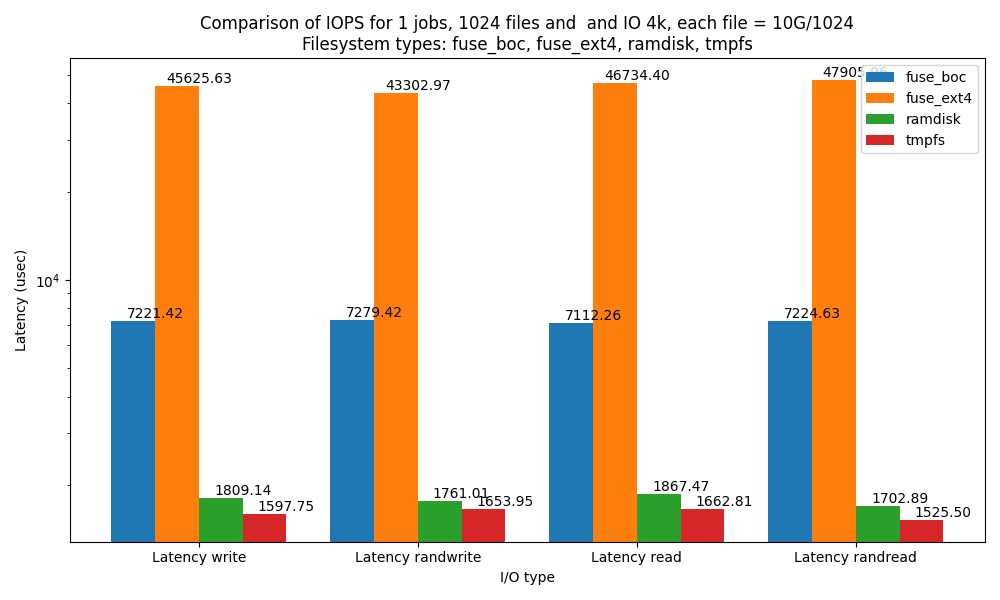 Comparison of IOPS for 1 jobs, 1024 files and  and IO 4k, each file = 10G/1024
Filesystem types: fuse_boc, fuse_ext4, ramdisk, tmpfs
45625.63
43302.97
46734.40
47905.96
fuse_boc
fuse_ext4
ramdisk
tmpfs
Latency (usec)
10^4
7221.42
7279.42
7112.26
7224.63
1809.14
1597.75
1761.01
1653.95
1867.47
1662.81
1702.89
1525.50
Latency write
Latency randwrite
Latency read
Latency randread
I/O type